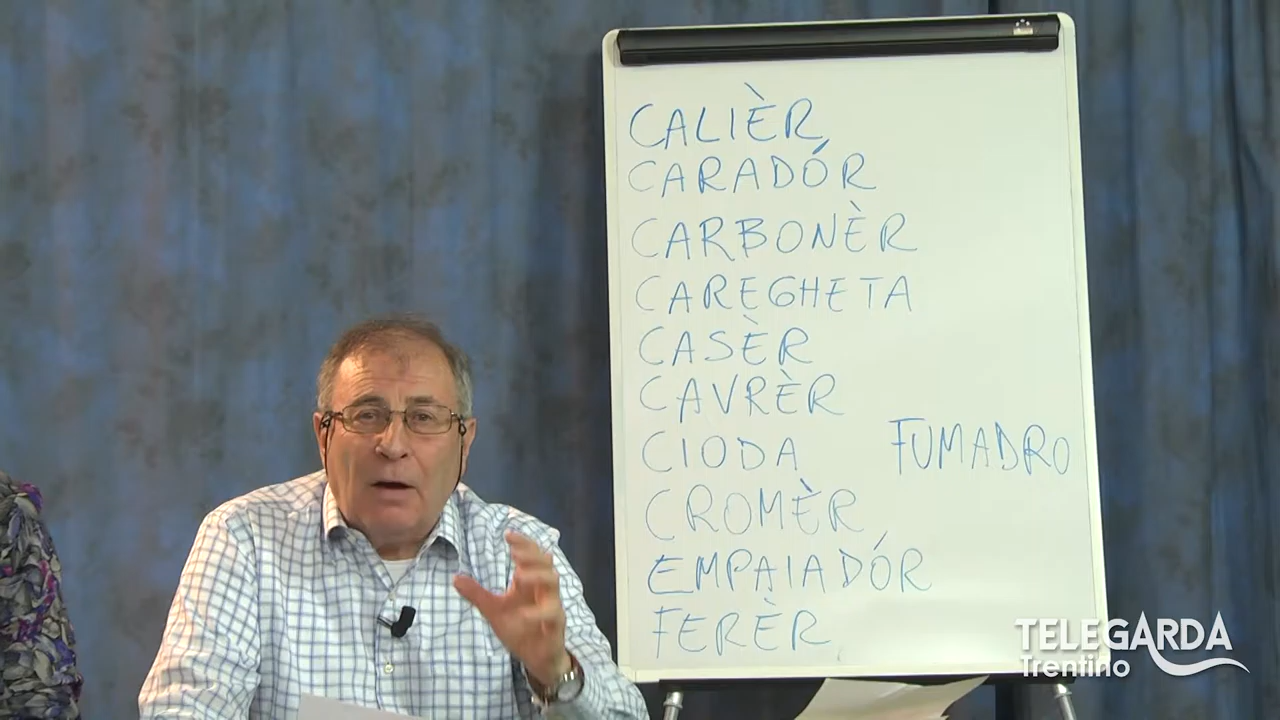 CALIÈR
CARADÓR
CARBONÈR
CAREGHETA
CASÈR
CAVRÈR
CIODA FUMADRO
CROMÈR
EMPAIADÓR
FERÈR
TELEGARDA
Trentino